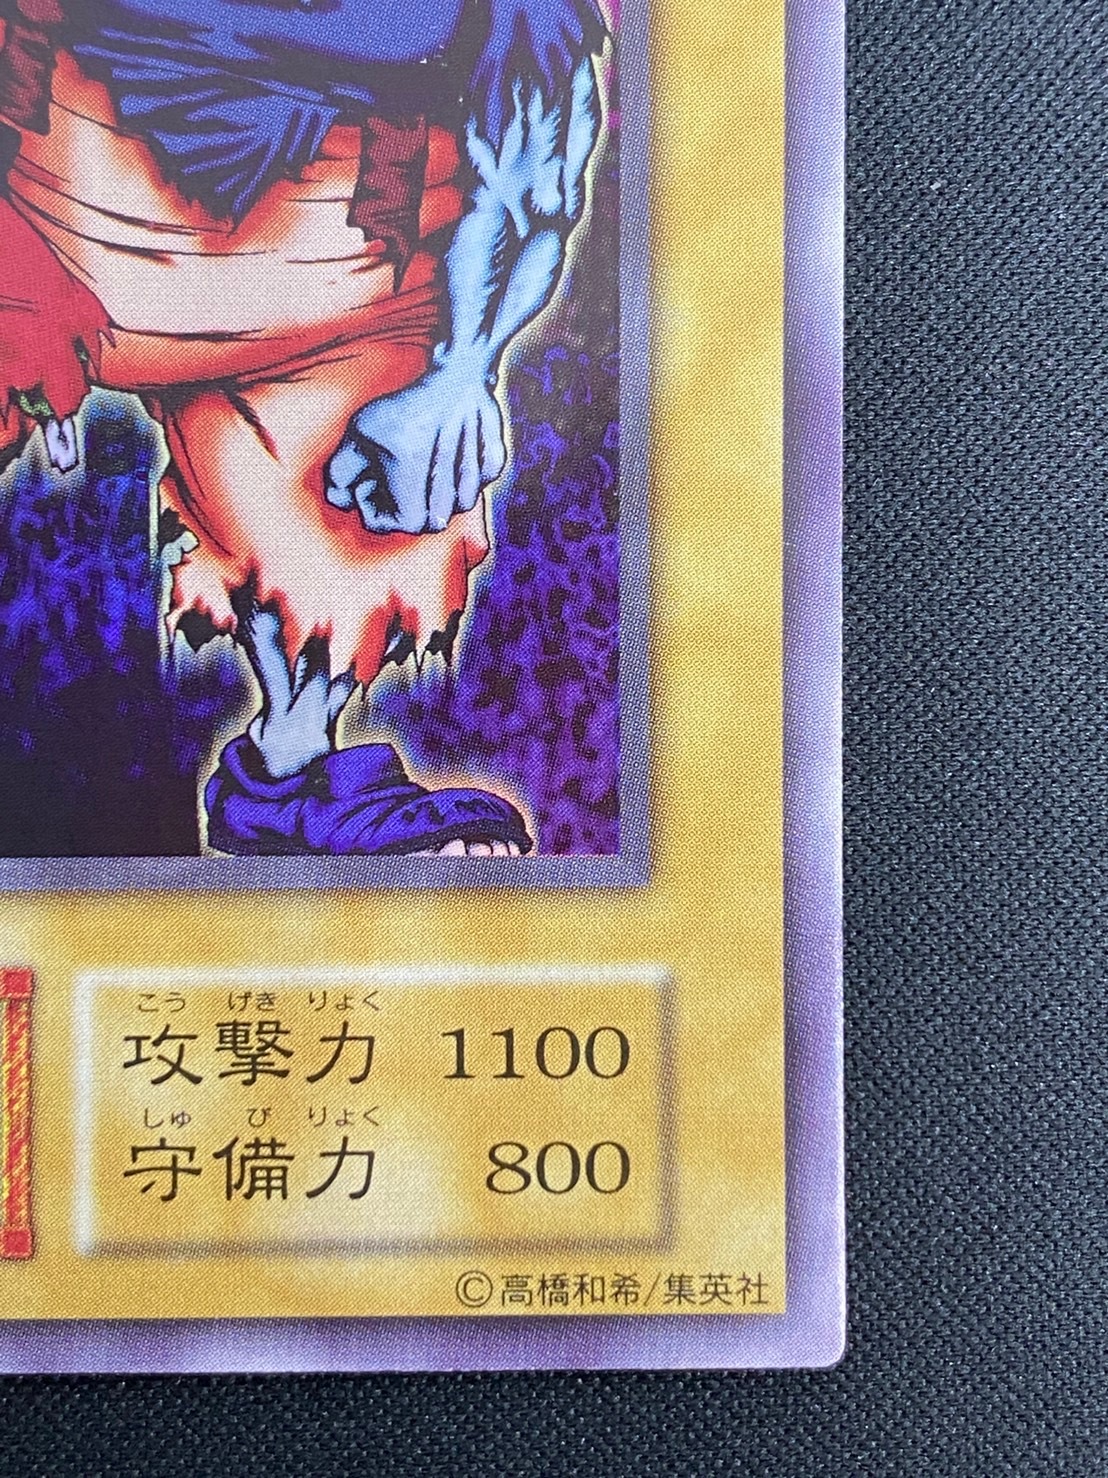 こうげきりょく
攻撃力 1100
しゅびりょく
守備力 800
©高橋和希/集英社